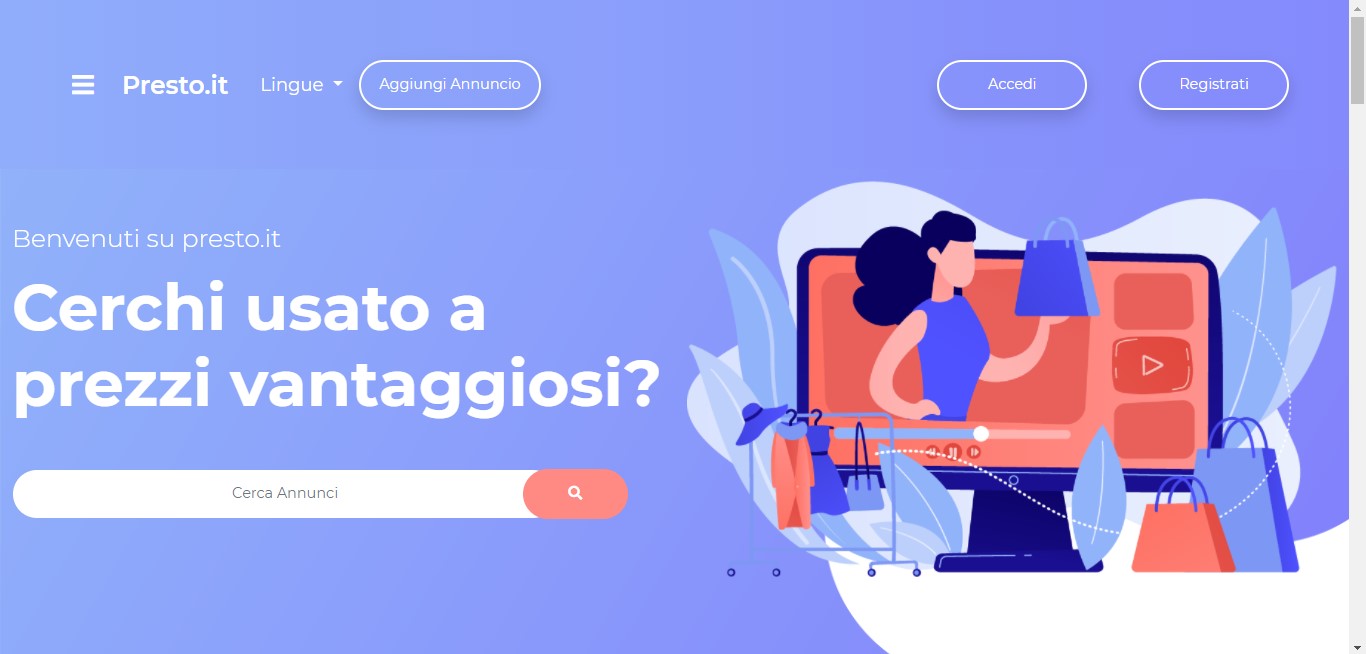 Presto.it
Lingue
Aggiungi Annuncio
Accedi
Registrati
Benvenuti su presto.it
Cerchi usato a
prezzi vantaggiosi?
Cerca Annunci